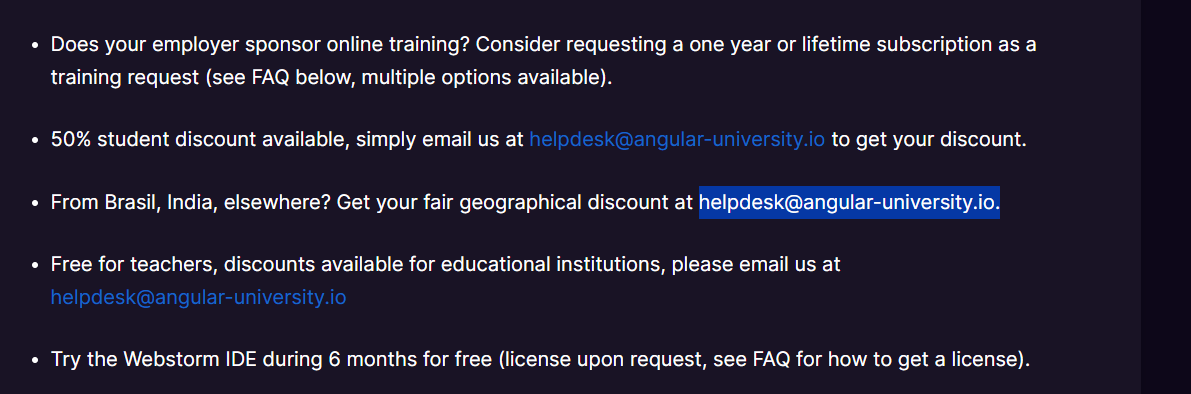 • Does your employer sponsor online training? Consider requesting a one year or lifetime subscription as a
training request (see FAQ below, multiple options available).
• 50% student discount available, simply email us at helpdesk@angular-university.io to get your discount.
• From Brasil, India, elsewhere? Get your fair geographical discount at helpdesk@angular-university.io.
• Free for teachers, discounts available for educational institutions, please email us at
helpdesk@angular-university.io
• Try the Webstorm IDE during 6 months for free (license upon request, see FAQ for how to get a license).